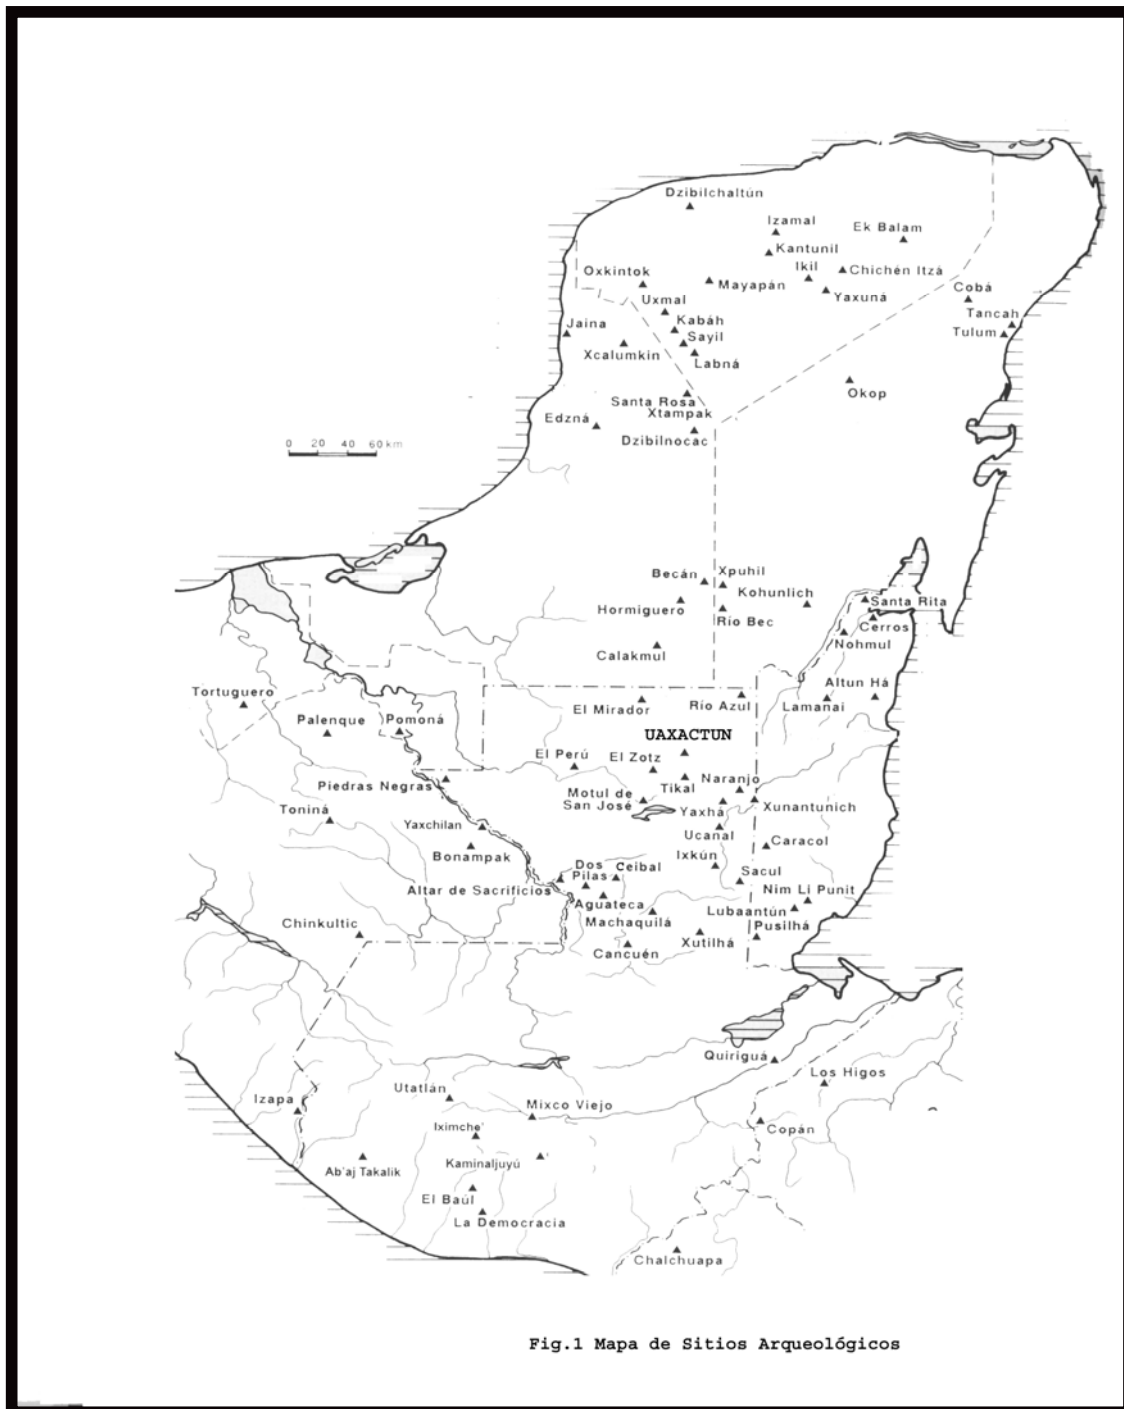 Dzibilchaltún
Izamal
Ek Balam
Kantunil
Oxkintok
Ikil
Chichén Itzá
Mayapán
Yaxuná
Cobá
Uxmal
Tancah
Kabáh
Jaina
Tulum
Sayil
Xcalumkin
Labná
Okop
Santa Rosa
Xtampak
Edzná
Dzibilnocac
0 20 40 60 km
Becán
Xpuhil
Kohunlich
Santa Rita
Hormiguero
Río Bec
Cerros
Nohmul
Calakmul
Altun Há
Tortuguero
El Mirador
Río Azul
Lamanai
Palenque
Pomoná
UAXACTUN
El Perú
El Zotz
Piedras Negras
Tikal
Naranjo
Motul de
San José
Toniná
Yaxhá
Xunantunich
Yaxchilan
Ucanal
Caracol
Bonampak
Ixkún
Dos
Pilas
Ceibal
Sacul
Altar de Sacrificios
Nim Li Punit
Aguateca
Lubaantún
Machaquilá
Chinkultic
Pusilhá
Xutilhá
Cancuén
Quiriguá
Los Higos
Utatlán
Izapa
Mixco Viejo
Iximche'
Copán
Kaminaljuyú
Ab'aj Takalik
El Baúl
La Democracia
Chalchuapa
Fig.1 Mapa de Sitios Arqueológicos